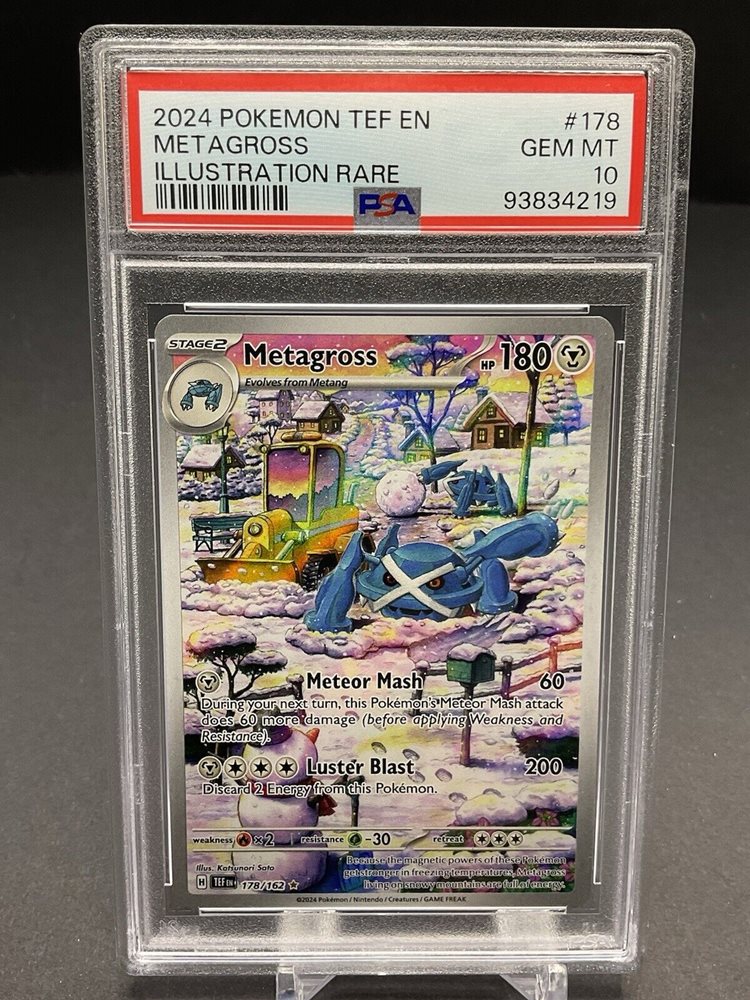 2024 POKEMON TEF EN #178
METAGROSS GEM MT
ILLUSTRATION RARE 10
PSA 93834219
STAGE2 Metagross HP 180
Evolves from Metang
Meteor Mash 60
During your next turn, this Pokémon's Meteor Mash attack
does 60 more damage (before applying Weakness and
Resistance).
Luster Blast 200
Discard 2 Energy from this Pokémon.
weakness x2 resistance -30 retreat
Illus. Katsunori Sato
Because the magnetic powers of these Pokémon
get stronger in freezing temperatures, Metagross
living on snowy mountains are full of energy.
H TEF EN 178/162
©2024 Pokémon / Nintendo / Creatures / GAME FREAK